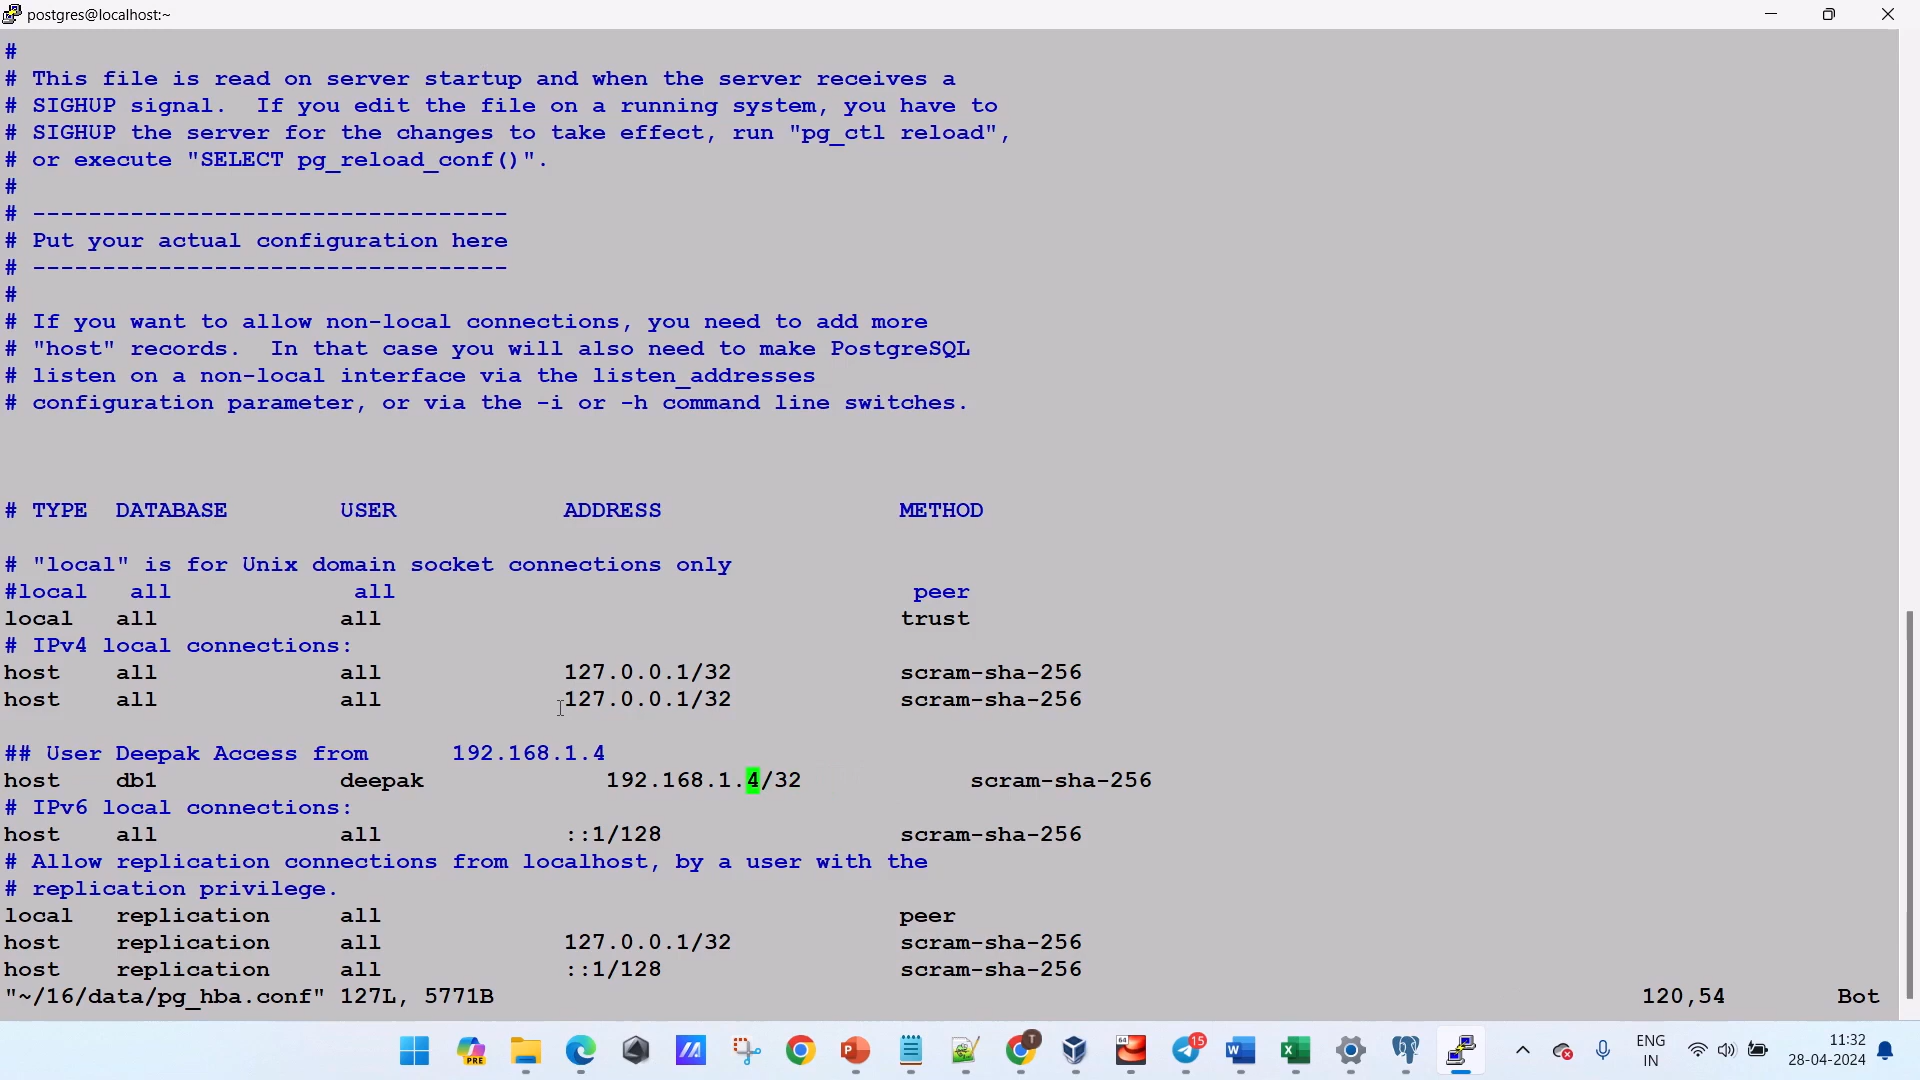 postgres@localhost:~
#
# This file is read on server startup and when the server receives a
# SIGHUP signal.  If you edit the file on a running system, you have to
# SIGHUP the server for the changes to take effect, run "pg_ctl reload",
# or execute "SELECT pg_reload_conf()".
#
# ----------------------------------
# Put your actual configuration here
# ----------------------------------
#
# If you want to allow non-local connections, you need to add more
# "host" records.  In that case you will also need to make PostgreSQL
# listen on a non-local interface via the listen_addresses
# configuration parameter, or via the -i or -h command line switches.
# TYPE  DATABASE        USER            ADDRESS                 METHOD
# "local" is for Unix domain socket connections only
#local   all             all                                     peer
local   all             all                                     trust
# IPv4 local connections:
host    all             all             127.0.0.1/32            scram-sha-256
host    all             all             127.0.0.1/32            scram-sha-256
## User Deepak Access from      192.168.1.4
host    db1             deepak             192.168.1.4/32            scram-sha-256
# IPv6 local connections:
host    all             all             ::1/128                 scram-sha-256
# Allow replication connections from localhost, by a user with the
# replication privilege.
local   replication     all                                     peer
host    replication     all             127.0.0.1/32            scram-sha-256
host    replication     all             ::1/128                 scram-sha-256
"~/16/data/pg_hba.conf" 127L, 5771B    120,54    Bot
PRE
T
64
15
ENG
IN
11:32
28-04-2024